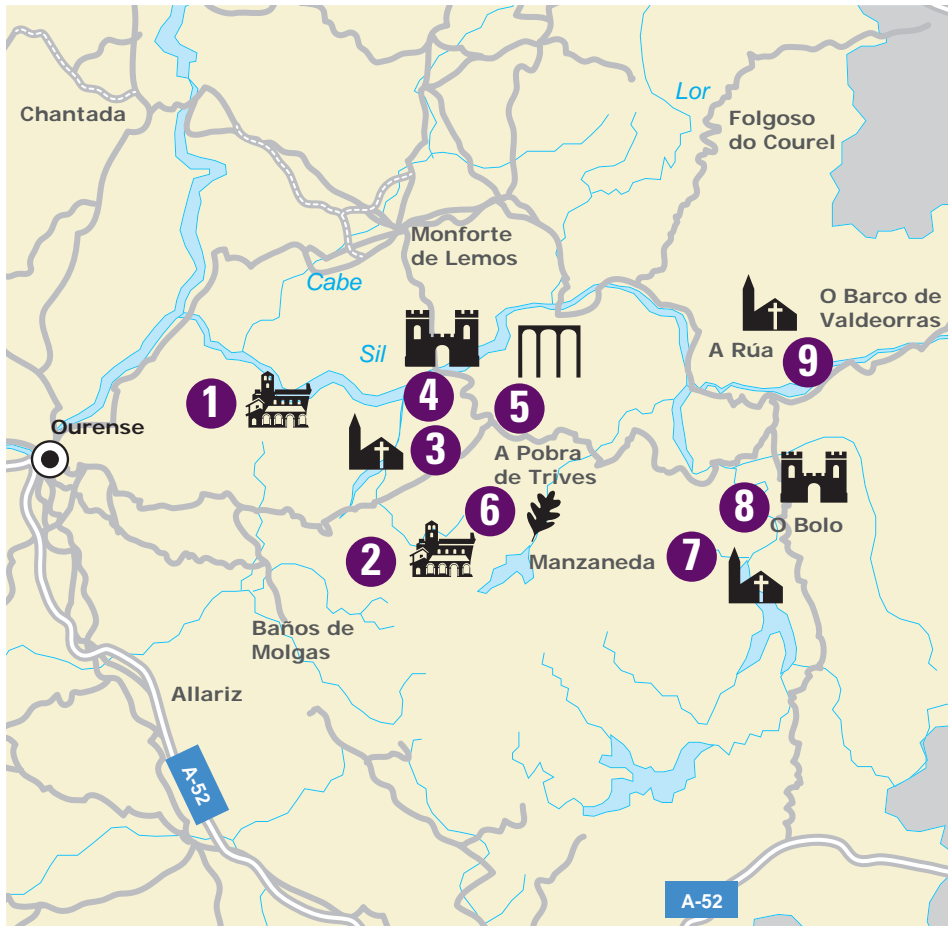 Lor
Chantada
Folgoso
do Courel
Monforte
de Lemos
Cabe
O Barco de
Valdeorras
A Rúa
Sil
9
4
1
5
Ourense
3
A Pobra
de Trives
6
8
O Bolo
2
Manzaneda
7
Baños de
Molgas
Allariz
A-52
A-52